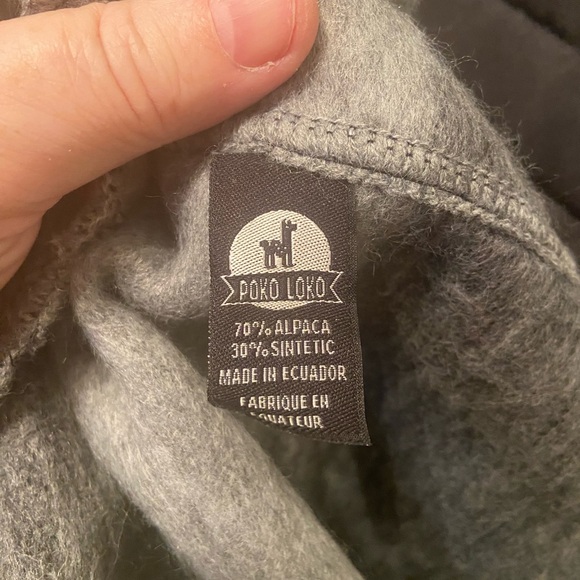 POKO LOKO
70% ALPACA
30% SINTETIC
MADE IN ECUADOR
FABRIQUE EN